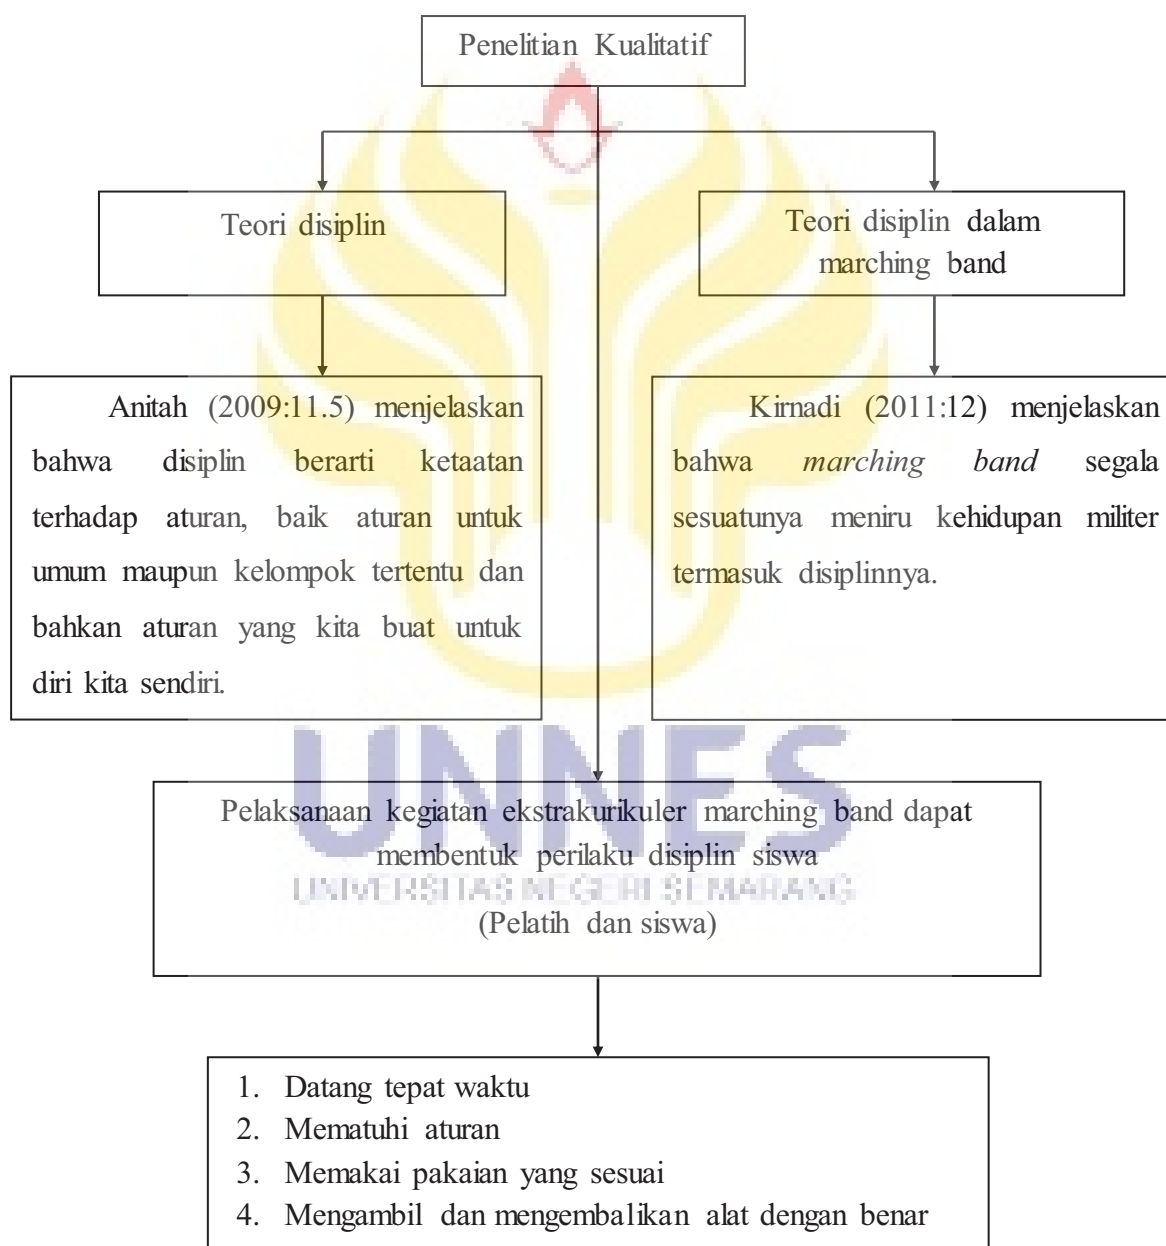 Penelitian Kualitatif
Teori disiplin
Teori disiplin dalam
marching band
Anitah (2009:11.5) menjelaskan
bahwa disiplin berarti ketaatan
terhadap aturan, baik aturan untuk
umum maupun kelompok tertentu dan
bahkan aturan yang kita buat untuk
diri kita sendiri.
Kirnadi (2011:12) menjelaskan
bahwa marching band segala
sesuatunya meniru kehidupan militer
termasuk disiplinnya.
UNNES
Pelaksanaan kegiatan ekstrakurikuler marching band dapat
membentuk perilaku disiplin siswa
UNIVERSITAS NEGERI SEMARANG
(Pelatih dan siswa)
1. Datang tepat waktu
2. Mematuhi aturan
3. Memakai pakaian yang sesuai
4. Mengambil dan mengembalikan alat dengan benar